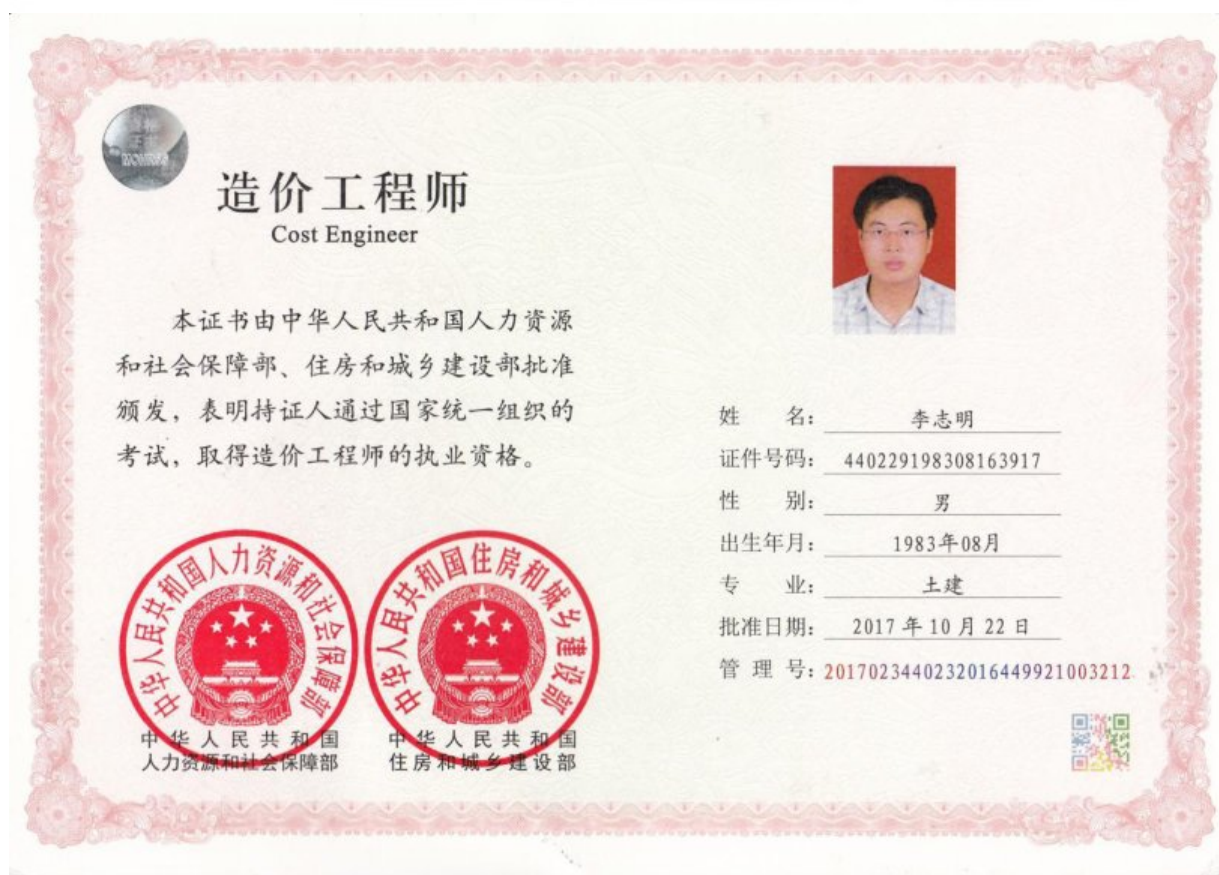 造价工程师
Cost Engineer
本证书由中华人民共和国人力资源
和社会保障部、住房和城乡建设部批准
颁发，表明持证人通过国家统一组织的
考试，取得造价工程师的执业资格。
中华人民共和国人力资源和社会保障部
中华人民共和国住房和城乡建设部
中华人民共和国
人力资源和社会保障部
中华人民共和国
住房和城乡建设部
姓名：李志明
证件号码：440229198308163917
性别：男
出生年月：1983年08月
专业：土建
批准日期：2017年10月22日
管理号：2017023440232016449921003212